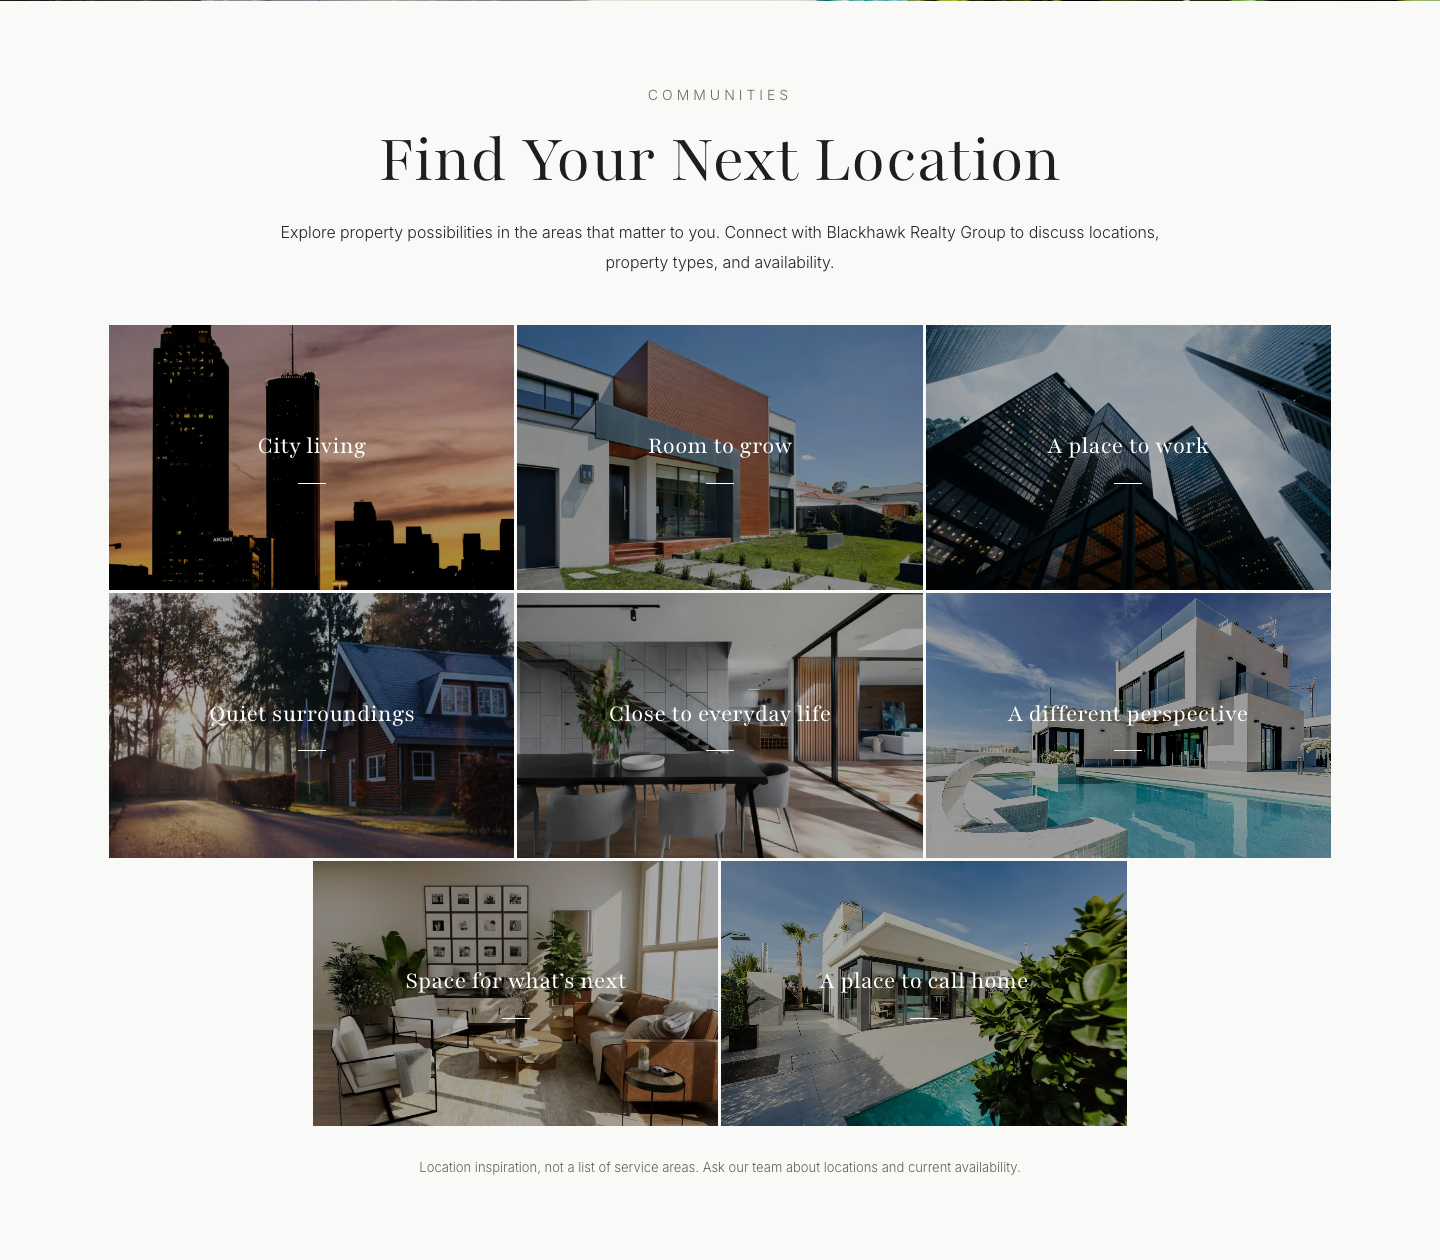 COMMUNITIES
Find Your Next Location
Explore property possibilities in the areas that matter to you. Connect with Blackhawk Realty Group to discuss locations,
property types, and availability.
City living
Room to grow
A place to work
ASCENT
Quiet surroundings
Close to everyday life
A different perspective
Space for what’s next
A place to call home
Location inspiration, not a list of service areas. Ask our team about locations and current availability.